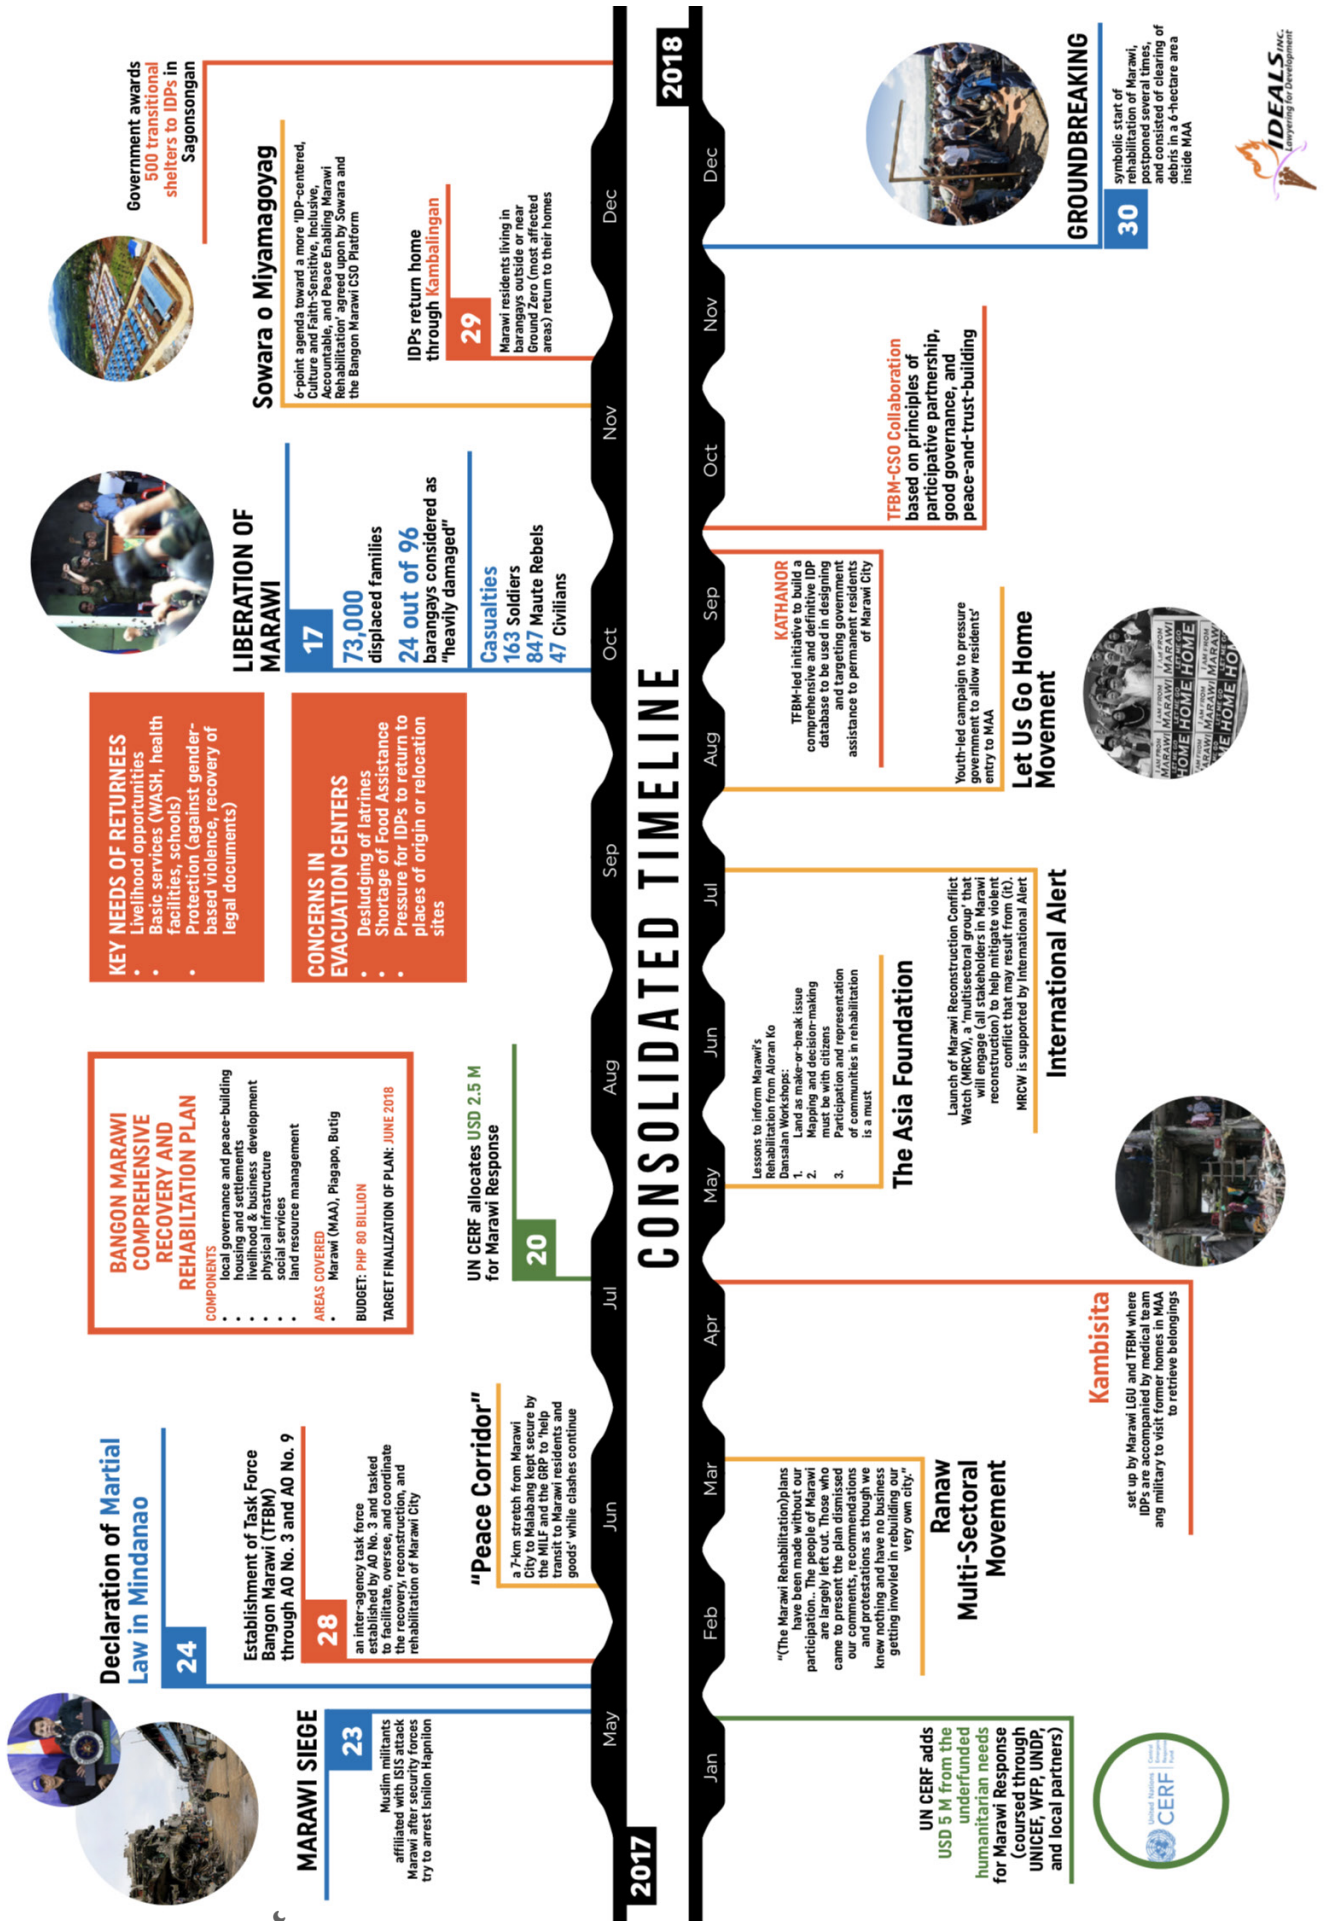 CONSOLIDATED TIMELINE
2017
MARAWI SIEGE
23
Muslim militants
affiliated with ISIS attack
Marawi after security forces
try to arrest Isnilon Hapnilon
Declaration of Martial
Law in Mindanao
24
Establishment of Task Force
Bangon Marawi (TFBM)
through AO No. 3 and AO No. 9
28
an inter-agency task force
established by AO No. 3 and tasked
to facilitate, oversee, and coordinate
the recovery, reconstruction, and
rehabilitation of Marawi City
"Peace Corridor"
a 7-km stretch from Marawi
City to Malabang kept secure by
the MILF and the GRP to 'help
transit to Marawi residents and
goods' while clashes continue
BANGON MARAWI
COMPREHENSIVE
RECOVERY AND
REHABILTATION PLAN
COMPONENTS
• local governance and peace-building
• housing and settlements
• livelihood & business development
• physical infrastructure
• social services
• land resource management
AREAS COVERED
• Marawi (MAA), Piagapo, Butig
BUDGET: PHP 80 BILLION
TARGET FINALIZATION OF PLAN: JUNE 2018
UN CERF allocates USD 2.5 M
for Marawi Response
20
KEY NEEDS OF RETURNEES
• Livelihood opportunities
• Basic services (WASH, health
facilities, schools)
• Protection (against gender-
based violence, recovery of
legal documents)
CONCERNS IN
EVACUATION CENTERS
• Desludging of latrines
• Shortage of Food Assistance
• Pressure for IDPs to return to
places of origin or relocation
sites
LIBERATION OF
MARAWI
17
73,000
displaced families
24 out of 96
barangays considered as
"heavily damaged"
Casualties
163 Soldiers
847 Maute Rebels
47 Civilians
Sowara o Miyamagoyag
6-point agenda toward a more 'IDP-centered,
Culture and Faith-Sensitive, Inclusive,
Accountable, and Peace Enabling Marawi
Rehabilitation' agreed upon by Sowara and
the Bangon Marawi CSO Platform
IDPs return home
through Kambalingan
29
Marawi residents living in
barangays outside or near
Ground Zero (most affected
areas) return to their homes
Government awards
500 transitional
shelters to IDPs in
Sagonsongan
May
Jun
Jul
Aug
Sep
Oct
Nov
Dec
2018
Jan
Feb
Mar
Apr
May
Jun
Jul
Aug
Sep
Oct
Nov
Dec
UN CERF adds
USD 5 M from the
underfunded
humanitarian needs
for Marawi Response
(coursed through
UNICEF, WFP, UNDP,
and local partners)
United Nations
CERF
Central
Emergency
Response
Fund
"(The Marawi Rehabilitation)plans
have been made without our
participation.. The people of Marawi
are largely left out. Those who
came to present the plan dismissed
our comments, recommendations
and protestations as though we
knew nothing and have no business
getting invovled in rebuilding our
very own city."
Ranaw
Multi-Sectoral
Movement
Kambisita
set up by Marawi LGU and TFBM where
IDPs are accompanied by medical team
ang military to visit former homes in MAA
to retrieve belongings
Lessons to inform Marawi's
Rehabilitation from Aloran Ko
Dansalan Workshops:
1. Land as make-or-break issue
2. Mapping and decision-making
must be with citizens
3. Participation and representation
of communities in rehabilitation
is a must
The Asia Foundation
Launch of Marawi Reconstruction Conflict
Watch (MRCW), a 'multisectoral group' that
will engage (all stakeholders in Marawi
reconstruction) to help mitigate violent
conflict that may result from (it).
MRCW is supported by International Alert
International Alert
Youth-led campaign to pressure
government to allow residents'
entry to MAA
Let Us Go Home
Movement
I AM FROM
MARAWI
LET ME GO
HOME
I AM FROM
MARAWI
LET ME GO
HOME
KATHANOR
TFBM-led initiative to build a
comprehensive and definitive IDP
database to be used in designing
and targeting government
assistance to permanent residents
of Marawi City
TFBM-CSO Collaboration
based on principles of
participative partnership,
good governance, and
peace-and-trust-building
GROUNDBREAKING
30
symbolic start of
rehabilitation of Marawi,
postponed several times,
and consisted of clearing of
debris in a 6-hectare area
inside MAA
IDEALS INC.
Lawyering for Development